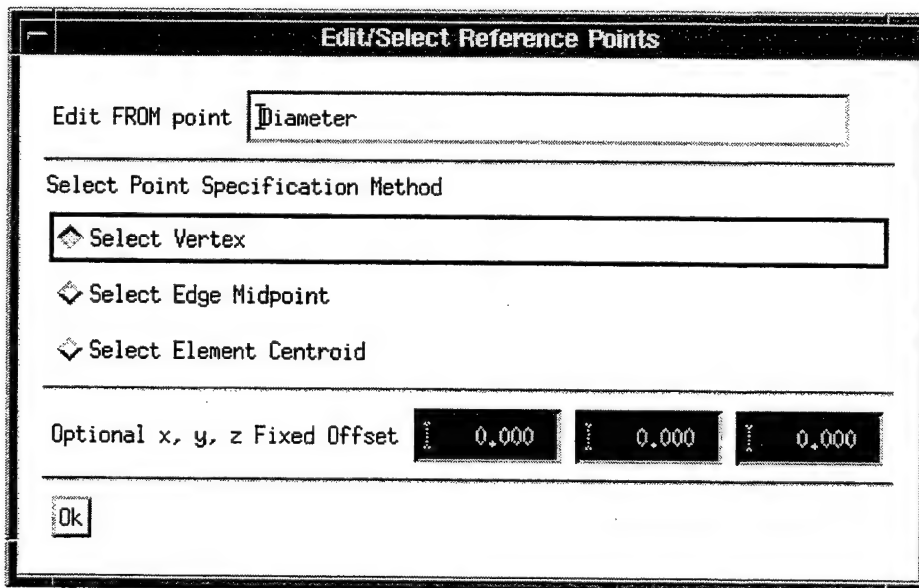 Edit/Select Reference Points
Edit FROM point Diameter
Select Point Specification Method
Select Vertex
Select Edge Midpoint
Select Element Centroid
Optional x, y, z Fixed Offset 0.000 0.000 0.000
Ok